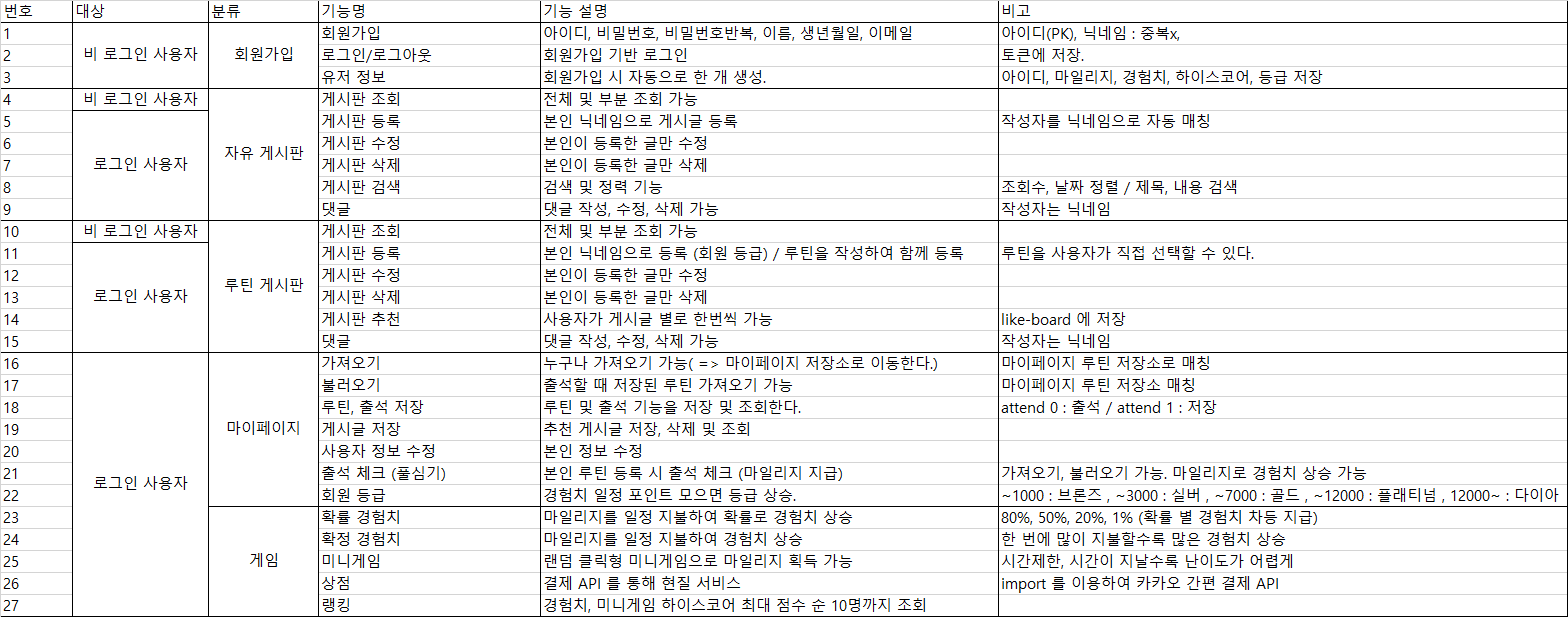 번호 대상 분류 기능명 기능 설명 비고
1 비 로그인 사용자 회원가입 회원가입 아이디, 비밀번호, 비밀번호반복, 이름, 생년월일, 이메일 아이디(PK), 닉네임 : 중복x,
2 로그인/로그아웃 회원가입 기반 로그인 토큰에 저장.
3 유저 정보 회원가입 시 자동으로 한 개 생성. 아이디, 마일리지, 경험치, 하이스코어, 등급 저장
4 비 로그인 사용자 자유 게시판 게시판 조회 전체 및 부분 조회 가능
5 로그인 사용자 게시판 등록 본인 닉네임으로 게시글 등록 작성자를 닉네임으로 자동 매칭
6 게시판 수정 본인이 등록한 글만 수정
7 게시판 삭제 본인이 등록한 글만 삭제
8 게시판 검색 검색 및 정력 기능 조회수, 날짜 정렬 / 제목, 내용 검색
9 댓글 댓글 작성, 수정, 삭제 가능 작성자는 닉네임
10 비 로그인 사용자 루틴 게시판 게시판 조회 전체 및 부분 조회 가능
11 로그인 사용자 게시판 등록 본인 닉네임으로 등록 (회원 등급) / 루틴을 작성하여 함께 등록 루틴을 사용자가 직접 선택할 수 있다.
12 게시판 수정 본인이 등록한 글만 수정
13 게시판 삭제 본인이 등록한 글만 삭제
14 게시판 추천 사용자가 게시글 별로 한번씩 가능 like-board 에 저장
15 댓글 댓글 작성, 수정, 삭제 가능 작성자는 닉네임
16 로그인 사용자 마이페이지 가져오기 누구나 가져오기 가능( => 마이페이지 저장소로 이동한다.) 마이페이지 루틴 저장소로 매칭
17 불러오기 출석할 때 저장된 루틴 가져오기 가능 마이페이지 루틴 저장소 매칭
18 루틴, 출석 저장 루틴 및 출석 기능을 저장 및 조회한다. attend 0 : 출석 / attend 1 : 저장
19 게시글 저장 추천 게시글 저장, 삭제 및 조회
20 사용자 정보 수정 본인 정보 수정
21 출석 체크 (풀심기) 본인 루틴 등록 시 출석 체크 (마일리지 지급) 가져오기, 불러오기 가능. 마일리지로 경험치 상승 가능
22 회원 등급 경험치 일정 포인트 모으면 등급 상승. ~1000 : 브론즈 , ~3000 : 실버 , ~7000 : 골드 , ~12000 : 플래티넘 , 12000~ : 다이아
23 게임 확률 경험치 마일리지를 일정 지불하여 확률로 경험치 상승 80%, 50%, 20%, 1% (확률 별 경험치 차등 지급)
24 확정 경험치 마일리지를 일정 지불하여 경험치 상승 한 번에 많이 지불할수록 많은 경험치 상승
25 미니게임 랜덤 클릭형 미니게임으로 마일리지 획득 가능 시간제한, 시간이 지날수록 난이도가 어렵게
26 상점 결제 API 를 통해 현질 서비스 import 를 이용하여 카카오 간편 결제 API
27 랭킹 경험치, 미니게임 하이스코어 최대 점수 순 10명까지 조회